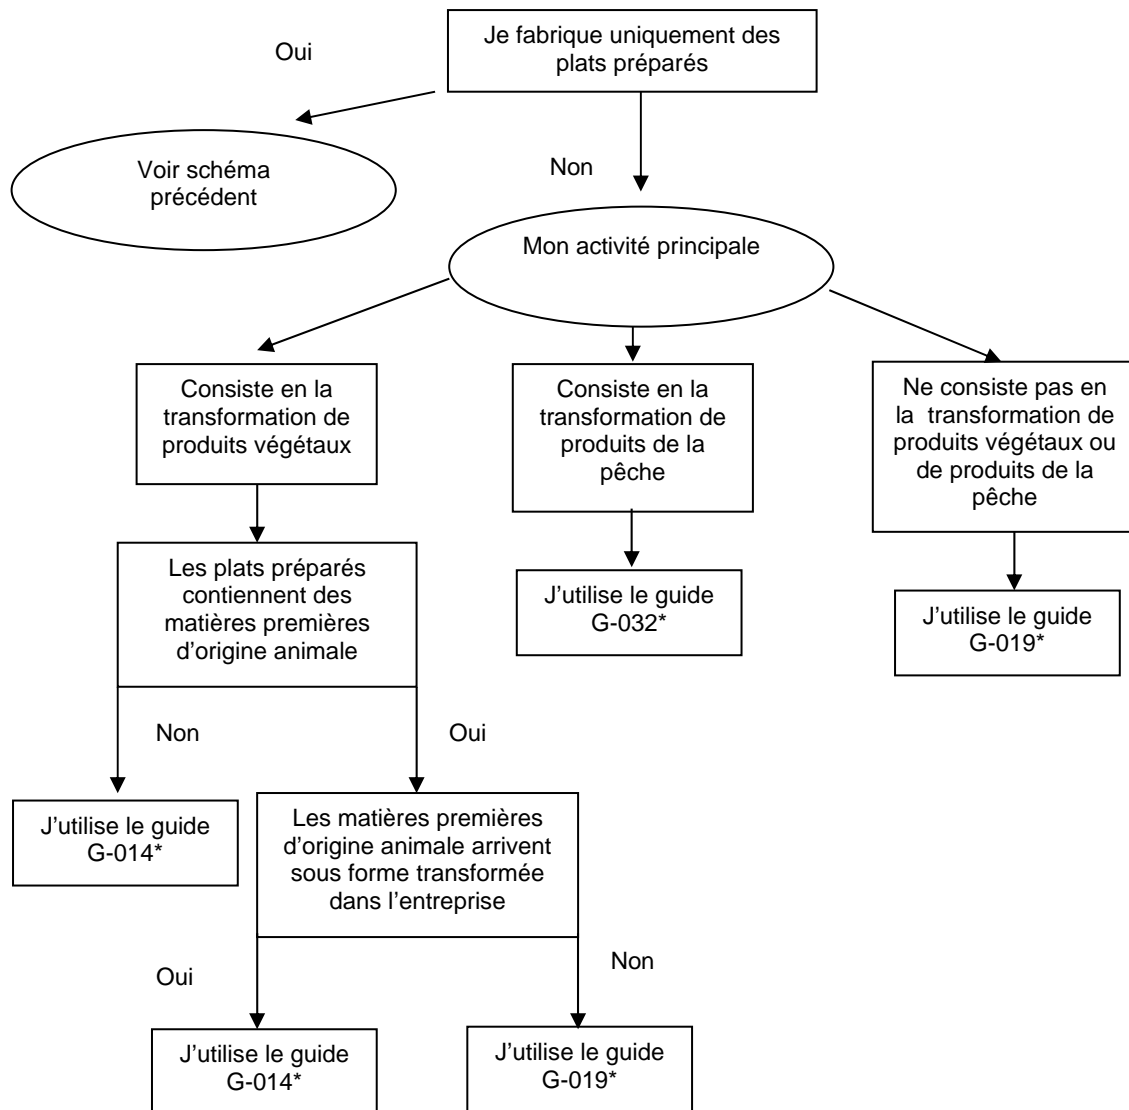 Je fabrique uniquement des
plats préparés
Oui
Voir schéma
précédent
Non
Mon activité principale
Consiste en la
transformation de
produits végétaux
Consiste en la
transformation de
produits de la
pêche
Ne consiste pas en
la transformation de
produits végétaux ou
de produits de la
pêche
Les plats préparés
contiennent des
matières premières
d’origine animale
J’utilise le guide
G-032*
J’utilise le guide
G-019*
Non
Oui
J’utilise le guide
G-014*
Les matières premières
d’origine animale arrivent
sous forme transformée
dans l’entreprise
Oui
Non
J’utilise le guide
G-014*
J’utilise le guide
G-019*